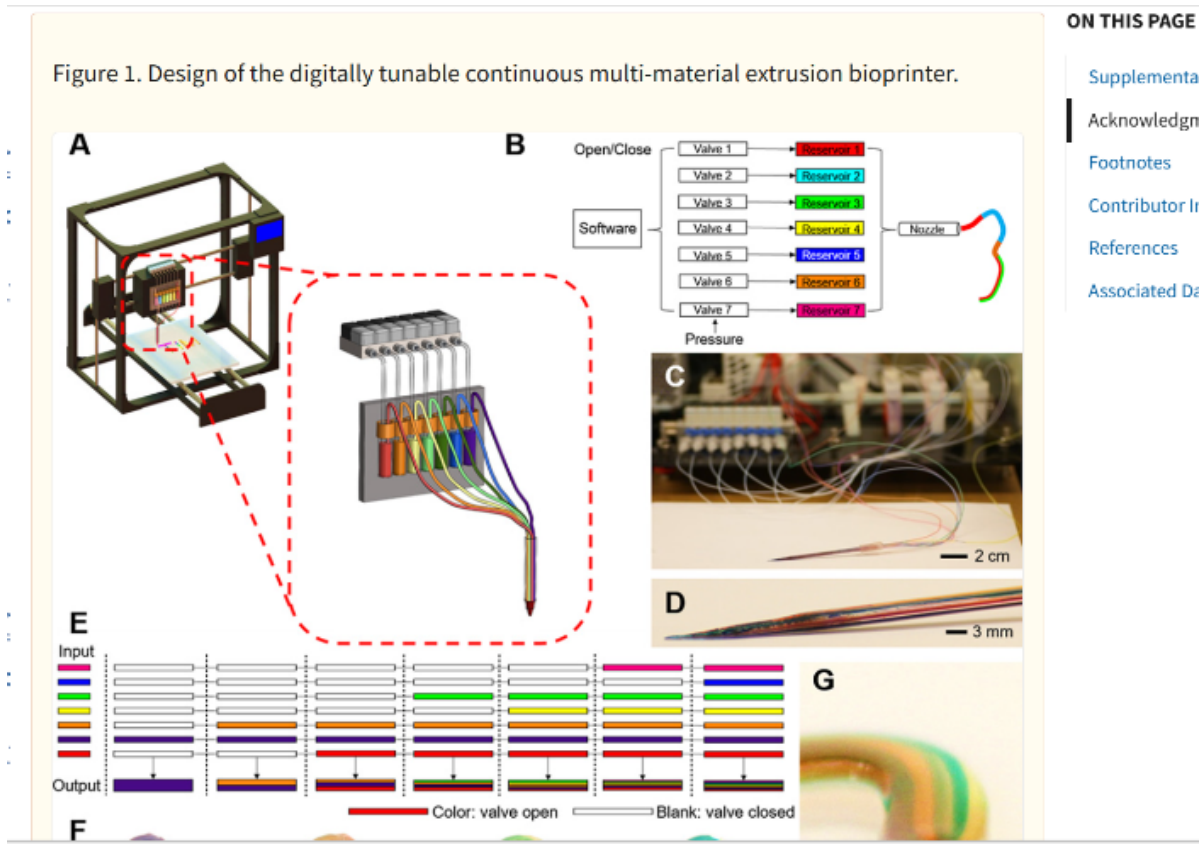 ON THIS PAGE
Figure 1. Design of the digitally tunable continuous multi-material extrusion bioprinter.
Supplementa
Acknowledgm
Footnotes
Contributor In
References
Associated Da
A
B
Open/Close
Valve 1
Reservoir 1
Valve 2
Reservoir 2
Valve 3
Reservoir 3
Software
Valve 4
Reservoir 4
Nozzle
Valve 5
Reservoir 5
Valve 6
Reservoir 6
Valve 7
Reservoir 7
Pressure
C
2 cm
D
3 mm
E
Input
Output
Color: valve open
Blank: valve closed
G
F